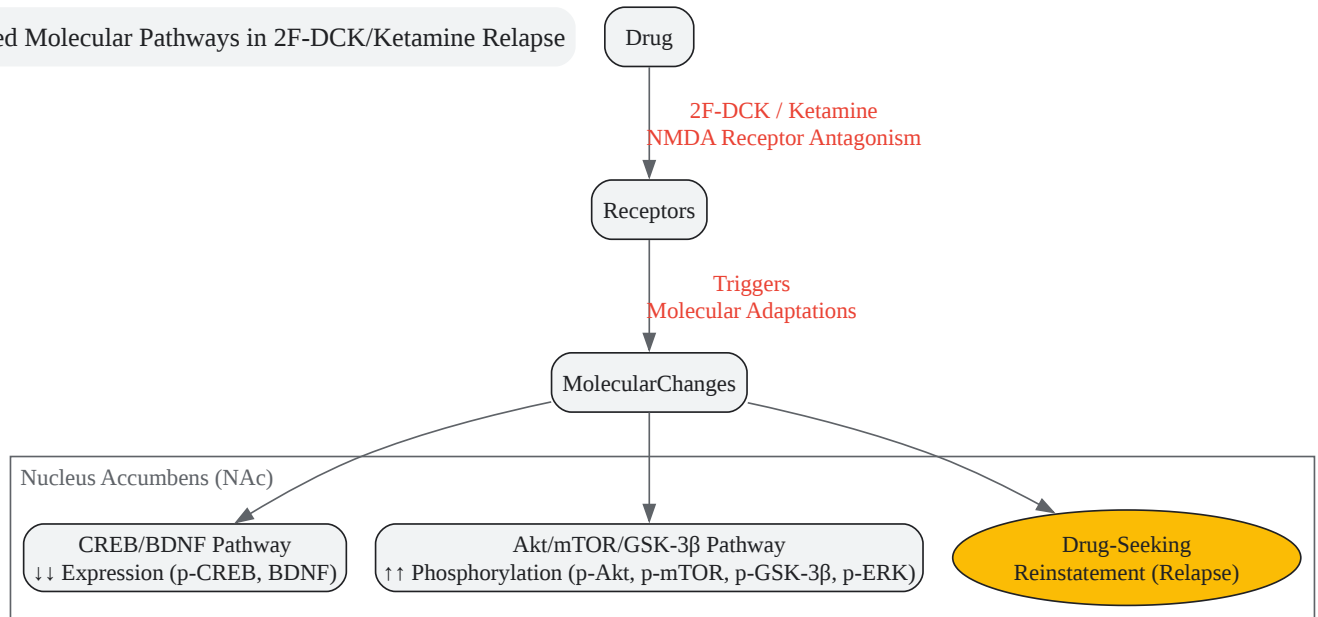 Molecular Pathways in 2F-DCK/Ketamine Relapse
Drug
2F-DCK / Ketamine
NMDA Receptor Antagonism
Receptors
Triggers
Molecular Adaptations
MolecularChanges
Nucleus Accumbens (NAc)
CREB/BDNF Pathway
↓↓ Expression (p-CREB, BDNF)
Akt/mTOR/GSK-3β Pathway
↑↑ Phosphorylation (p-Akt, p-mTOR, p-GSK-3β, p-ERK)
Drug-Seeking
Reinstatement (Relapse)